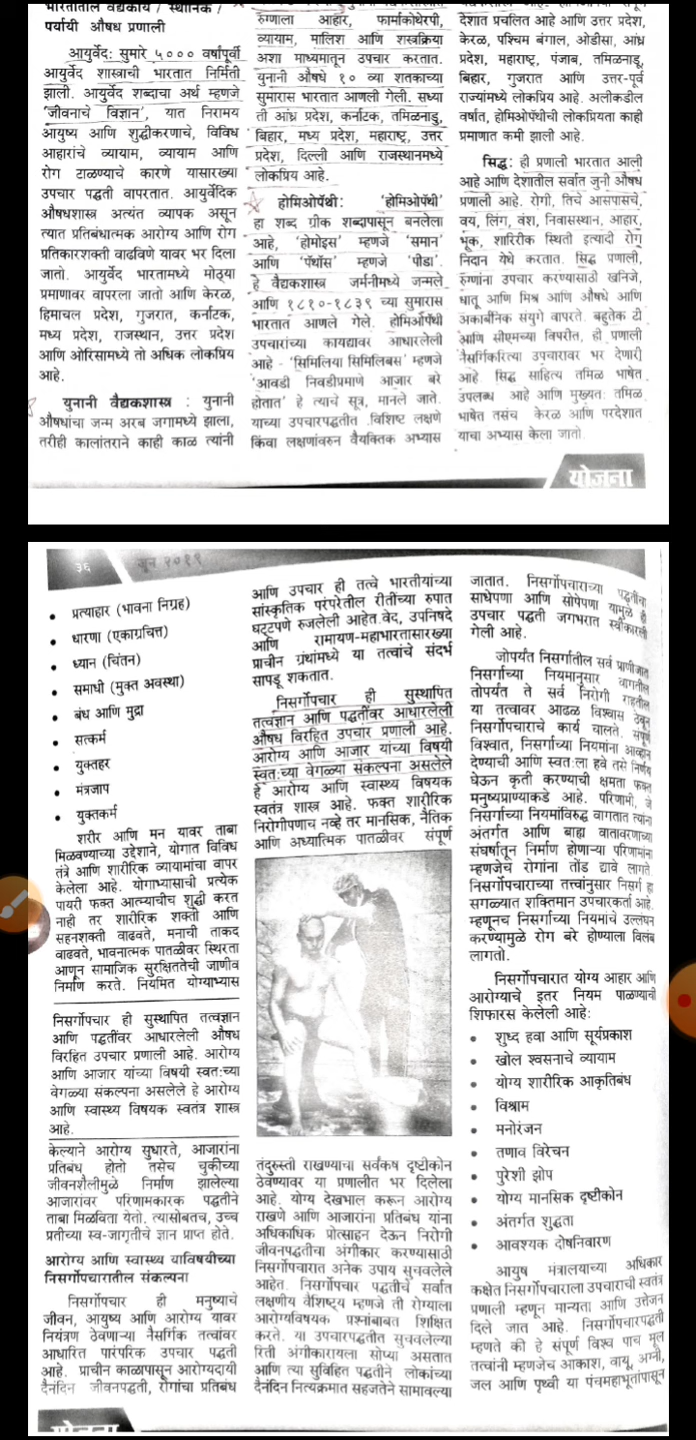 भारतातील वैद्यकीय / स्थानिक /
पर्यायी औषध प्रणाली
आयुर्वेद: सुमारे ५००० वर्षांपूर्वी
आयुर्वेद शास्त्राची भारतात निर्मिती
झाली. आयुर्वेद शब्दाचा अर्थ म्हणजे
'जीवनाचे विज्ञान', यात निरामय
आयुष्य आणि शुद्धीकरणाचे, विविध
आहारांचे व्यायाम, व्यायाम आणि
रोग टाळण्याचे कारणे यासारख्या
उपचार पद्धती वापरतात. आयुर्वेदिक
औषधशास्त्र अत्यंत व्यापक असून
त्यात प्रतिबंधात्मक आरोग्य आणि रोग
प्रतिकारशक्ती वाढविणे यावर भर दिला
जातो. आयुर्वेद भारतामध्ये मोठ्या
प्रमाणावर वापरला जातो आणि केरळ,
हिमाचल प्रदेश, गुजरात, कर्नाटक,
मध्य प्रदेश, राजस्थान, उत्तर प्रदेश
आणि ओरिसामध्ये तो अधिक लोकप्रिय
आहे.
युनानी वैद्यकशास्त्र : युनानी
औषधांचा जन्म अरब जगामध्ये झाला,
तरीही कालांतराने काही काळ त्यांनी
रुग्णाला आहार, फार्माकोथेरपी,
व्यायाम, मालिश आणि शस्त्रक्रिया
अशा माध्यमातून उपचार करतात.
युनानी औषधे १० व्या शतकाच्या
सुमारास भारतात आणली गेली. सध्या
ती आंध्र प्रदेश, कर्नाटक, तमिळनाडु,
बिहार, मध्य प्रदेश, महाराष्ट्र, उत्तर
प्रदेश, दिल्ली आणि राजस्थानमध्ये
लोकप्रिय आहे.
होमिओपॅथी: 'होमिओपॅथी'
हा शब्द ग्रीक शब्दापासून बनलेला
आहे, 'होमोइस' म्हणजे 'समान'
आणि 'पॅथॉस' म्हणजे 'पीडा'.
हे वैद्यकशास्त्र जर्मनीमध्ये जन्मले
आणि १८१०-१८३९ च्या सुमारास
भारतात आणले गेले. होमिओपॅथी
उपचारांच्या कायद्यावर आधारलेली
आहे - 'सिमिलिया सिमिलिबस' म्हणजे
'आवडी निवडीप्रमाणे आजार बरे
होतात' हे त्याचे सूत्र, मानले जाते.
याच्या उपचारपद्धतीत विशिष्ट लक्षणे
किंवा लक्षणांवरुन वैयक्तिक अभ्यास
देशात प्रचलित आहे आणि उत्तर प्रदेश,
केरळ, पश्चिम बंगाल, ओडीसा, आंध्र
प्रदेश, महाराष्ट्र, पंजाब, तमिळनाडू,
बिहार, गुजरात आणि उत्तर-पूर्व
राज्यांमध्ये लोकप्रिय आहे. अलीकडील
वर्षात, होमिओपॅथीची लोकप्रियता काही
प्रमाणात कमी झाली आहे.
सिद्ध: ही प्रणाली भारतात आली
आहे आणि देशातील सर्वात जुनी औषध
प्रणाली आहे. रोगी, तिचे आसपासचे,
वय, लिंग, वंश, निवासस्थान, आहार,
भूक, शारिरीक स्थिती इत्यादी रोग
निदान येथे करतात. सिद्ध प्रणाली,
रुग्णांना उपचार करण्यासाठी खनिजे,
धातू आणि मिश्र आणि औषधे आणि
अकार्बनिक संयुगे वापरते. बहुतेक टी
आणि सीएमच्या विपरीत, ही प्रणाली
नैसर्गिकरित्या उपचारावर भर देणारी
आहे. सिद्ध साहित्य तमिळ भाषेत
उपलब्ध आहे आणि मुख्यत: तमिळ
भाषेत तसंच केरळ आणि परदेशात
याचा अभ्यास केला जातो.
योजना
३६ जून २०१९
• प्रत्याहार (भावना निग्रह)
• धारणा (एकाग्रचित्त)
• ध्यान (चिंतन)
• समाधी (मुक्त अवस्था)
• बंध आणि मुद्रा
• सत्कर्म
• युक्तहर
• मंत्रजाप
• युक्तकर्म
शरीर आणि मन यावर ताबा
मिळवण्याच्या उद्देशाने, योगात विविध
तंत्रे आणि शारीरिक व्यायामांचा वापर
केलेला आहे. योगाभ्यासाची प्रत्येक
पायरी फक्त आत्म्याचीच शुद्धी करत
नाही तर शारीरिक शक्ती आणि
सहनशक्ती वाढवते, मनाची ताकद
वाढवते, भावनात्मक पातळीवर स्थिरता
आणून सामाजिक सुरक्षिततेची जाणीव
निर्माण करते. नियमित योग्याभ्यास
निसर्गोपचार ही सुस्थापित तत्वज्ञान
आणि पद्धतींवर आधारलेली औषध
विरहित उपचार प्रणाली आहे. आरोग्य
आणि आजार यांच्या विषयी स्वत:च्या
वेगळ्या संकल्पना असलेले हे आरोग्य
आणि स्वास्थ्य विषयक स्वतंत्र शास्त्र
आहे.
केल्याने आरोग्य सुधारते, आजारांना
प्रतिबंध होतो तसेच चुकीच्या
जीवनशैलीमुळे निर्माण झालेल्या
आजारांवर परिणामकारक पद्धतीने
ताबा मिळविता येतो. त्यासोबतच, उच्च
प्रतीच्या स्व-जागृतीचे ज्ञान प्राप्त होते.
आरोग्य आणि स्वास्थ्य याविषयीच्या
निसर्गोपचारातील संकल्पना
निसर्गोपचार ही मनुष्याचे
जीवन, आयुष्य आणि आरोग्य यावर
नियंत्रण ठेवणाऱ्या नैसर्गिक तत्वांवर
आधारित पारंपरिक उपचार पद्धती
आहे. प्राचीन काळापासून आरोग्यदायी
दैनंदिन जीवनपद्धती, रोगांचा प्रतिबंध
आणि उपचार ही तत्वे भारतीयांच्या
सांस्कृतिक परंपरेतील रीतींच्या रुपात
घट्टपणे रुजलेली आहेत. वेद, उपनिषदे
आणि रामायण-महाभारतासारख्या
प्राचीन ग्रंथांमध्ये या तत्वांचे संदर्भ
सापडू शकतात.
निसर्गोपचार ही सुस्थापित
तत्वज्ञान आणि पद्धतींवर आधारलेली
औषध विरहित उपचार प्रणाली आहे.
आरोग्य आणि आजार यांच्या विषयी
स्वत:च्या वेगळ्या संकल्पना असलेले
हे आरोग्य आणि स्वास्थ्य विषयक
स्वतंत्र शास्त्र आहे. फक्त शारीरिक
निरोगीपणाच नव्हे तर मानसिक, नैतिक
आणि अध्यात्मिक पातळीवर संपूर्ण
तंदुरुस्ती राखण्याचा सर्वंकष दृष्टीकोन
ठेवण्यावर या प्रणालीत भर दिलेला
आहे. योग्य देखभाल करून आरोग्य
राखणे आणि आजारांना प्रतिबंध यांना
अधिकाधिक प्रोत्साहन देऊन निरोगी
जीवनपद्धतीचा अंगीकार करण्यासाठी
निसर्गोपचारात अनेक उपाय सुचवलेले
आहेत. निसर्गोपचार पद्धतीचे सर्वात
लक्षणीय वैशिष्ट्य म्हणजे ती रोग्याला
आरोग्यविषयक प्रश्नांबाबत शिक्षित
करते. या उपचारपद्धतीत सुचवलेल्या
रिती अंगीकारायला सोप्या असतात
आणि त्या सुविहित पद्धतीने लोकांच्या
दैनंदिन नित्यक्रमात सहजतेने सामावल्या
जातात. निसर्गोपचाराच्या पद्धतीचा
साधेपणा आणि सोपेपणा यामुळे ही
उपचार पद्धती जगभरात स्वीकारली
गेली आहे.
जोपर्यंत निसर्गातील सर्व प्राणीजात
निसर्गाच्या नियमानुसार वागतील
तोपर्यंत ते सर्व निरोगी राहतील
या तत्वावर आढळ विश्वास ठेवून
निसर्गोपचाराचे कार्य चालते. संपूर्ण
विश्वात, निसर्गाच्या नियमांना आव्हान
देण्याची आणि स्वत:ला हवे तसे निर्णय
घेऊन कृती करण्याची क्षमता फक्त
मनुष्यप्राण्याकडे आहे. परिणामी, जे
निसर्गाच्या नियमांविरुद्ध वागतात त्यांना
अंतर्गत आणि बाह्य वातावरणाच्या
संघर्षातून निर्माण होणाऱ्या परिणामांना
म्हणजेच रोगांना तोंड द्यावे लागते.
निसर्गोपचाराच्या तत्त्वांनुसार निसर्ग हा
सगळ्यात शक्तिमान उपचारकर्ता आहे.
म्हणूनच निसर्गाच्या नियमांचे उल्लंघन
करण्यामुळे रोग बरे होण्याला विलंब
लागतो.
निसर्गोपचारात योग्य आहार आणि
आरोग्याचे इतर नियम पाळण्याची
शिफारस केलेली आहे:
• शुध्द हवा आणि सूर्यप्रकाश
• खोल श्वसनाचे व्यायाम
• योग्य शारीरिक आकृतिबंध
• विश्राम
• मनोरंजन
• तणाव विरेचन
• पुरेशी झोप
• योग्य मानसिक दृष्टीकोन
• अंतर्गत शुद्धता
• आवश्यक दोषनिवारण
आयुष मंत्रालयाच्या अधिकार
कक्षेत निसर्गोपचाराला उपचाराची स्वतंत्र
प्रणाली म्हणून मान्यता आणि उत्तेजन
दिले जात आहे. निसर्गोपचारपद्धती
म्हणते की हे संपूर्ण विश्व पाच मूल
तत्वांनी म्हणजेच आकाश, वायू, अग्नी,
जल आणि पृथ्वी या पंचमहाभूतांपासून